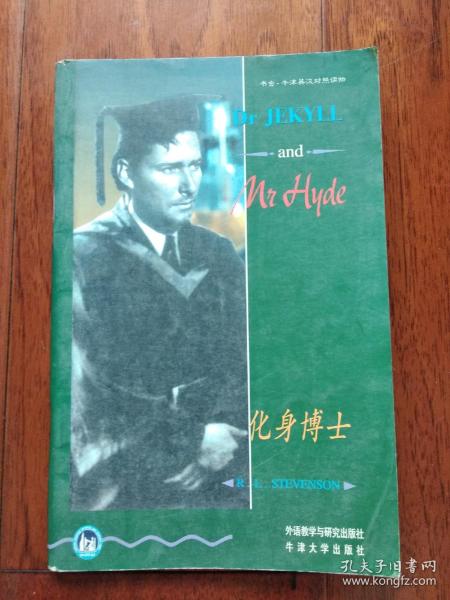 书虫·牛津英汉对照读物
Dr JEKYLL
and
Mr Hyde
化身博士
R. L. STEVENSON
外语教学与研究出版社
牛津大学出版社
孔夫子旧书网
www.kongfz.com